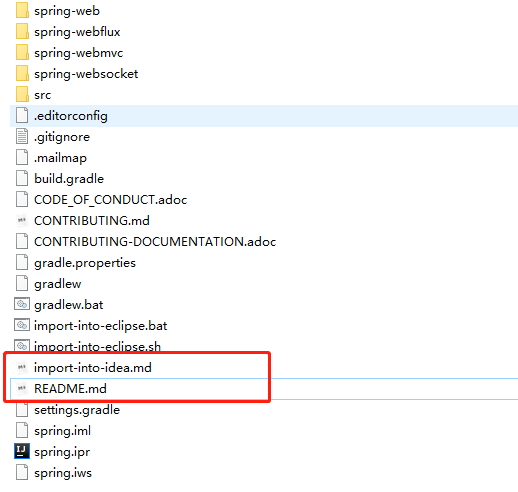 spring-web
spring-webflux
spring-webmvc
spring-websocket
src
.editorconfig
.gitignore
.mailmap
build.gradle
CODE_OF_CONDUCT.adoc
CONTRIBUTING.md
CONTRIBUTING-DOCUMENTATION.adoc
gradle.properties
gradlew
gradlew.bat
import-into-eclipse.bat
import-into-eclipse.sh
import-into-idea.md
README.md
settings.gradle
spring.iml
spring.ipr
spring.iws